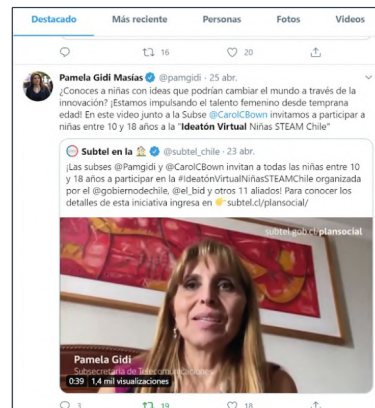 Destacado Más reciente Personas Fotos Videos
16 20
Pamela Gidi Masías @pamgidi · 25 abr.
¿Conoces a niñas con ideas que podrían cambiar el mundo a través de la
innovación? ¡Estamos impulsando el talento femenino desde temprana
edad! En este video junto a la Subse @CarolCBown invitamos a participar a
niñas entre 10 y 18 años a la "Ideatón Virtual Niñas STEAM Chile"
Subtel en la 🏠 @subtel_chile · 23 abr.
¡Las subses @Pamgidi y @CarolCBown invitan a todas las niñas entre 10
y 18 años a participar en la #IdeatónVirtualNiñasSTEAMChile organizada
por el @gobiernodechile, @el_bid y otros 11 aliados! Para conocer los
detalles de esta iniciativa ingresa en 👉subtel.cl/plansocial/
subtel.gob.cl/plansocial
Pamela Gidi
Subsecretaria de Telecomunicaciones
0:39 1,4 mil visualizaciones
3 19 18